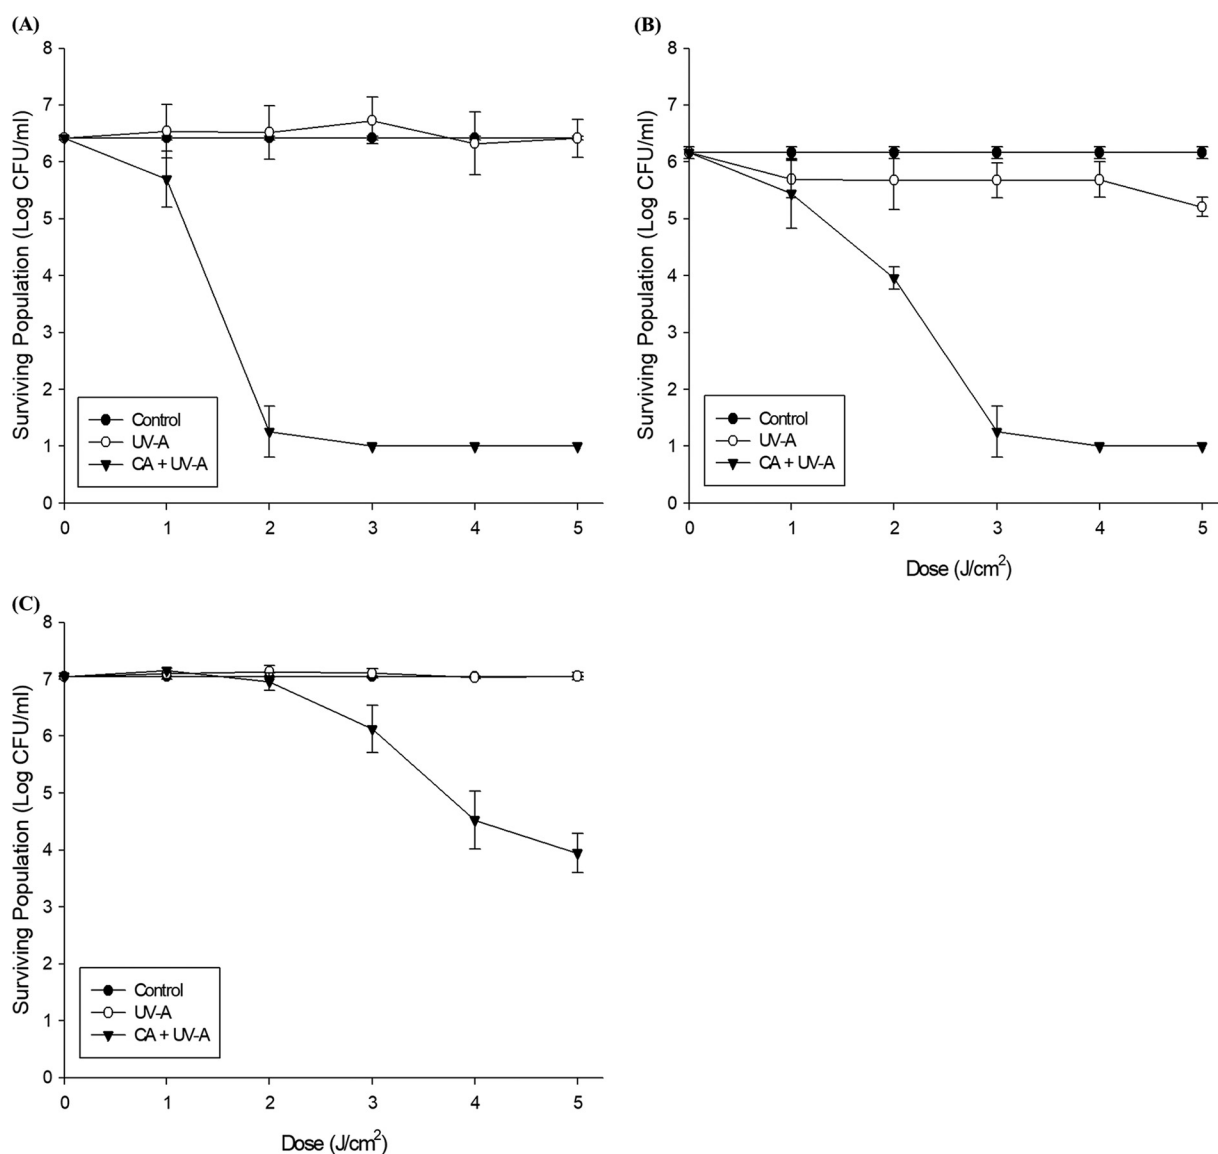 (A)
Surviving Population (Log CFU/ml)
8
7
6
5
4
3
2
1
0
Control
UV-A
CA + UV-A
0 1 2 3 4 5
(B)
Surviving Population (Log CFU/ml)
8
7
6
5
4
3
2
1
0
Control
UV-A
CA + UV-A
0 1 2 3 4 5
Dose (J/cm²)
(C)
Surviving Population (Log CFU/ml)
8
7
6
5
4
3
2
1
0
Control
UV-A
CA + UV-A
0 1 2 3 4 5
Dose (J/cm²)